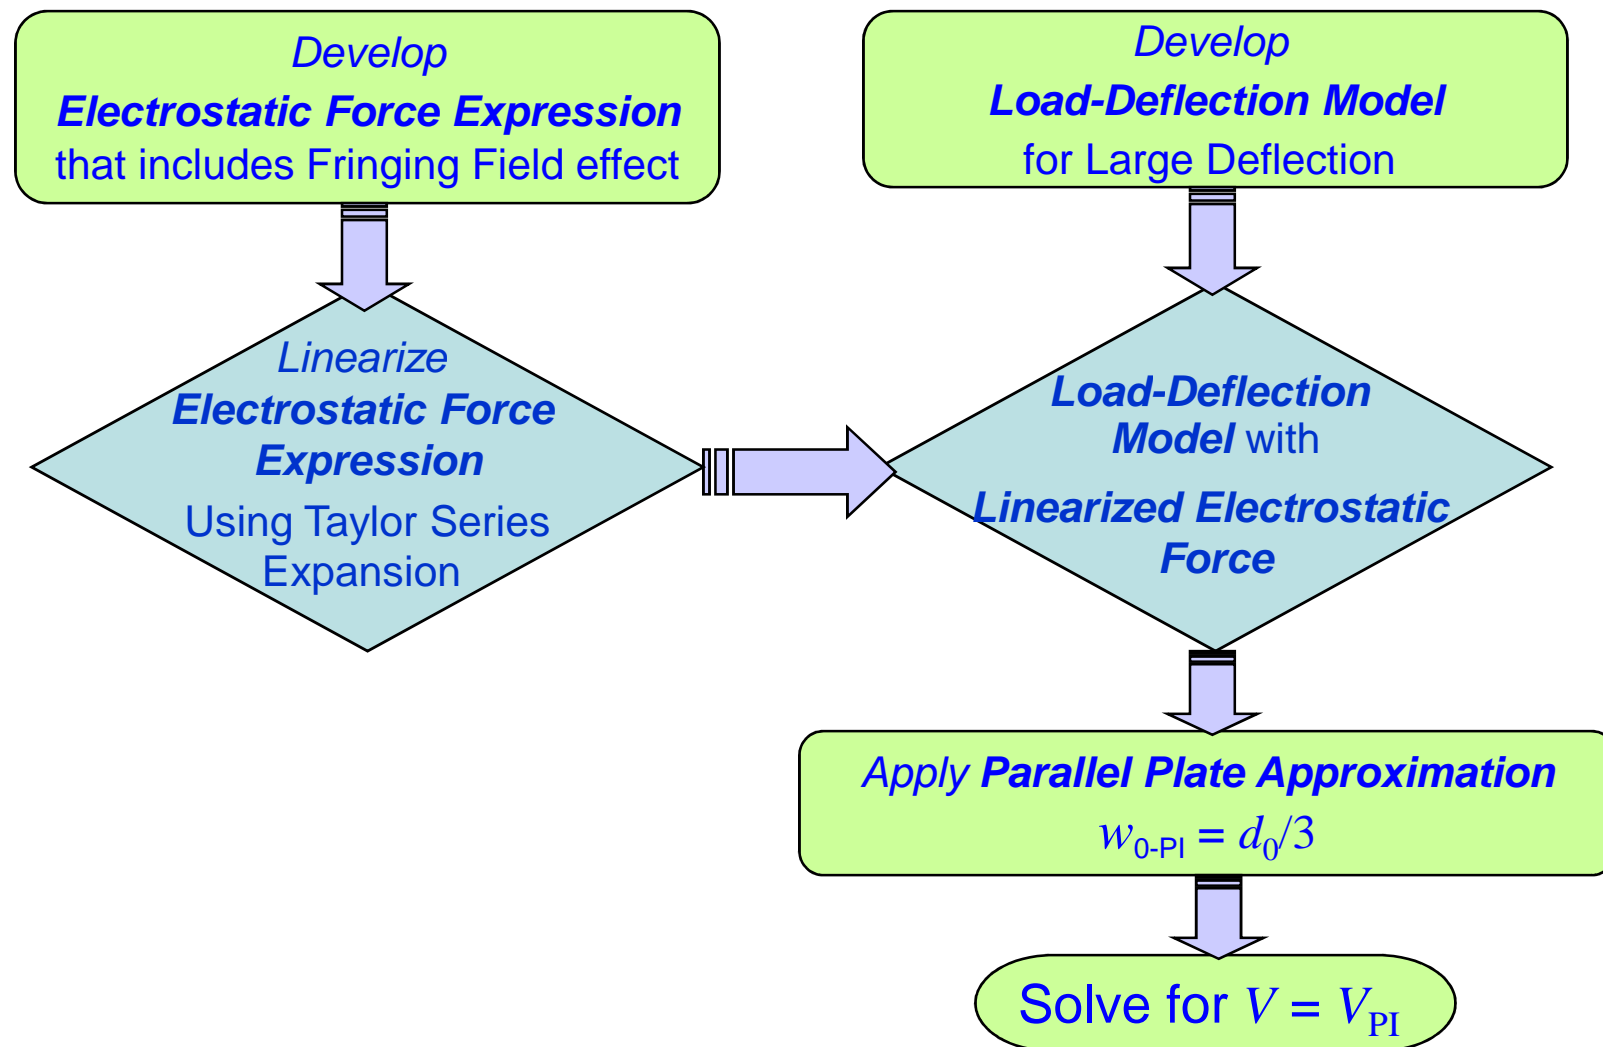 Develop
Electrostatic Force Expression
that includes Fringing Field effect
Develop
Load-Deflection Model
for Large Deflection
Linearize
Electrostatic Force
Expression
Using Taylor Series
Expansion
Load-Deflection
Model with
Linearized Electrostatic
Force
Apply Parallel Plate Approximation
w0-PI = d0/3
Solve for V = VPI